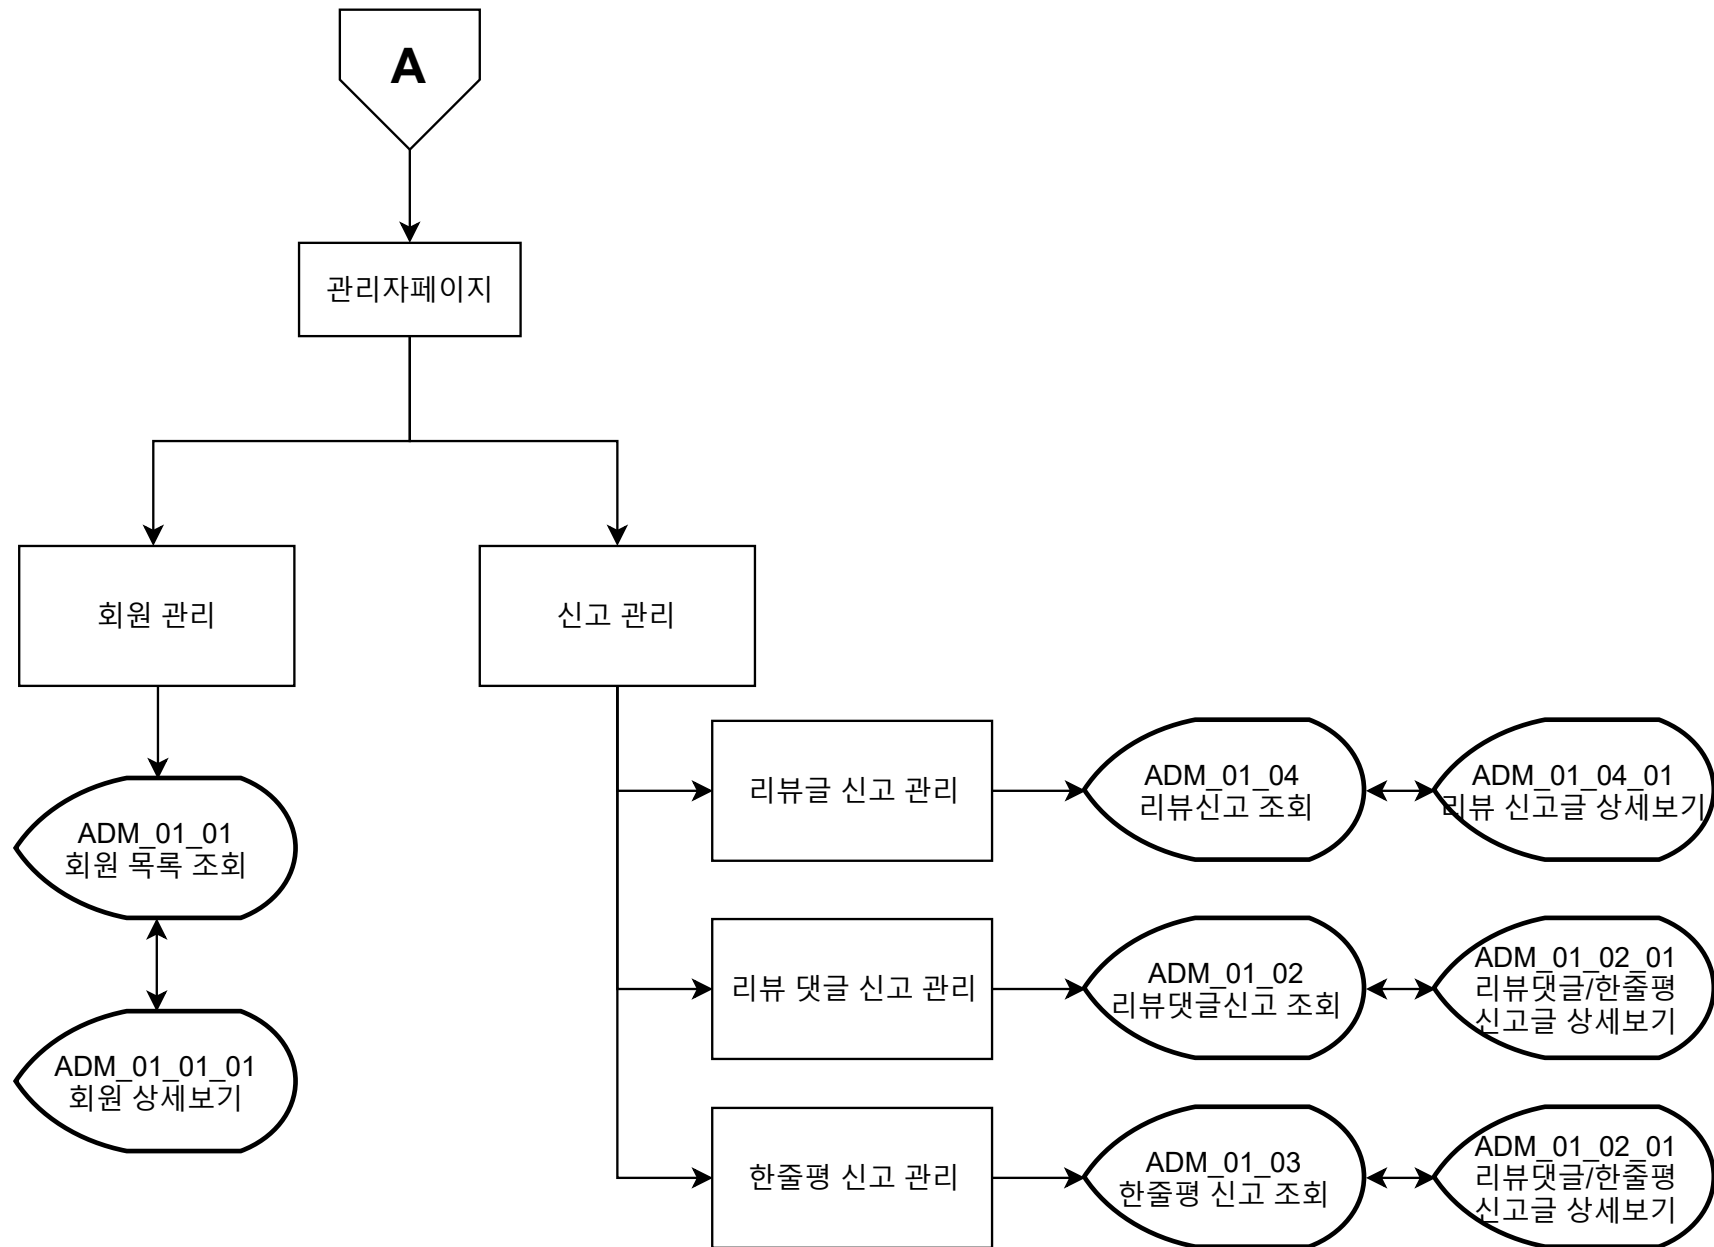 A
관리자페이지
회원 관리
신고 관리
ADM_01_01
회원 목록 조회
ADM_01_01_01
회원 상세보기
리뷰글 신고 관리
ADM_01_04
리뷰신고 조회
ADM_01_04_01
리뷰 신고글 상세보기
리뷰 댓글 신고 관리
ADM_01_02
리뷰댓글신고 조회
ADM_01_02_01
리뷰댓글/한줄평
신고글 상세보기
한줄평 신고 관리
ADM_01_03
한줄평 신고 조회
ADM_01_02_01
리뷰댓글/한줄평
신고글 상세보기